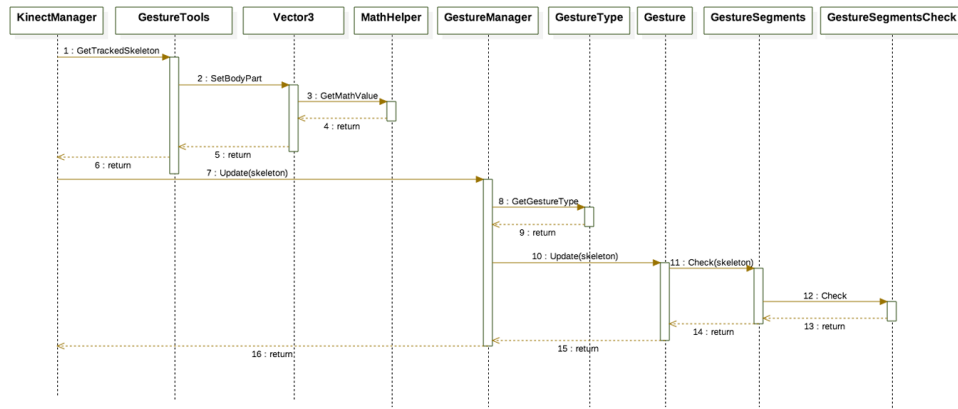 KinectManager GestureTools Vector3 MathHelper GestureManager GestureType Gesture GestureSegments GestureSegmentsCheck
1 : GetTrackedSkeleton
2 : SetBodyPart
3 : GetMathValue
4 : return
5 : return
6 : return
7 : Update(skeleton)
8 : GetGestureType
9 : return
10 : Update(skeleton)
11 : Check(skeleton)
12 : Check
13 : return
14 : return
15 : return
16 : return